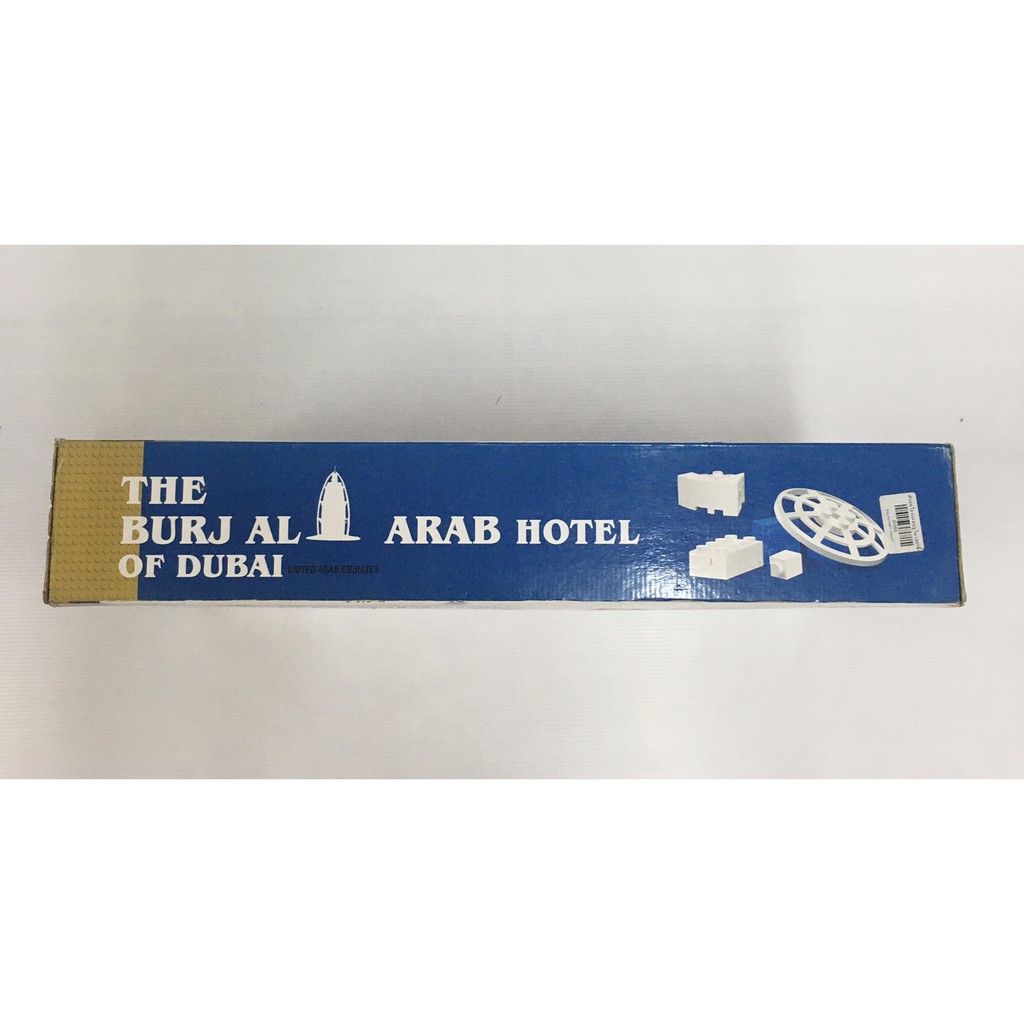 THE
BURJ AL ARAB HOTEL
OF DUBAI UNITED ARAB EMIRATES